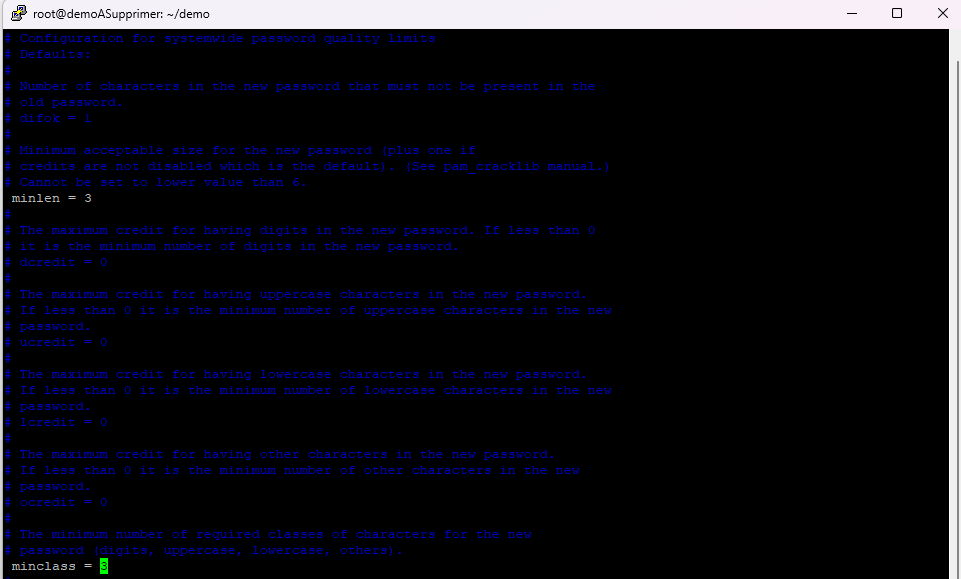 root@demoASupprimer: ~/demo
# Configuration for systemwide password quality limits
# Defaults:
#
# Number of characters in the new password that must not be present in the
# old password.
# difok = 1
#
# Minimum acceptable size for the new password (plus one if
# credits are not disabled which is the default). (See pam_cracklib manual.)
# Cannot be set to lower value than 6.
minlen = 3
#
# The maximum credit for having digits in the new password. If less than 0
# it is the minimum number of digits in the new password.
# dcredit = 0
#
# The maximum credit for having uppercase characters in the new password.
# If less than 0 it is the minimum number of uppercase characters in the new
# password.
# ucredit = 0
#
# The maximum credit for having lowercase characters in the new password.
# If less than 0 it is the minimum number of lowercase characters in the new
# password.
# lcredit = 0
#
# The maximum credit for having other characters in the new password.
# If less than 0 it is the minimum number of other characters in the new
# password.
# ocredit = 0
#
# The minimum number of required classes of characters for the new
# password (digits, uppercase, lowercase, others).
minclass = 3